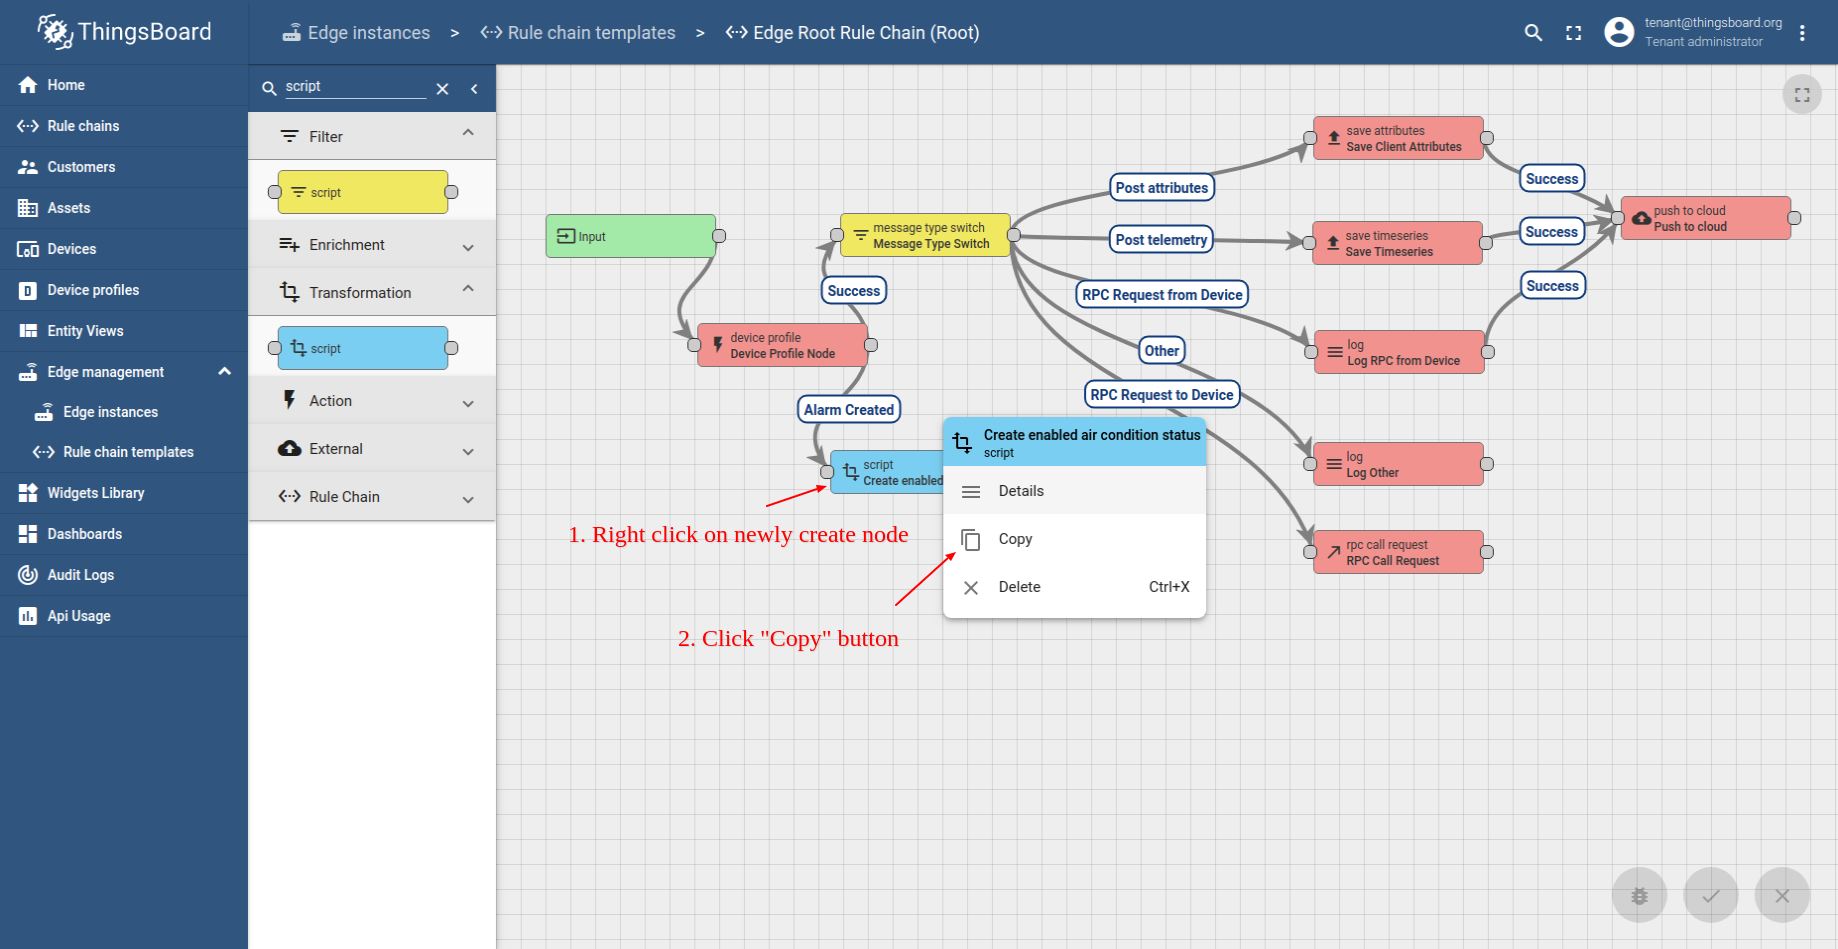 ThingsBoard
Edge instances > Rule chain templates > Edge Root Rule Chain (Root)
tenant@thingsboard.org
Tenant administrator
Home
Rule chains
Customers
Assets
Devices
Device profiles
Entity Views
Edge management
Edge instances
Rule chain templates
Widgets Library
Dashboards
Audit Logs
Api Usage
script
Filter
script
Enrichment
Transformation
script
Action
External
Rule Chain
Input
device profile
Device Profile Node
Success
Alarm Created
message type switch
Message Type Switch
script
Create enabled
Post attributes
Post telemetry
RPC Request from Device
Other
RPC Request to Device
save attributes
Save Client Attributes
save timeseries
Save Timeseries
log
Log RPC from Device
log
Log Other
rpc call request
RPC Call Request
Success
Success
Success
push to cloud
Push to cloud
Create enabled air condition status
script
Details
Copy
Delete Ctrl+X
1. Right click on newly create node
2. Click "Copy" button